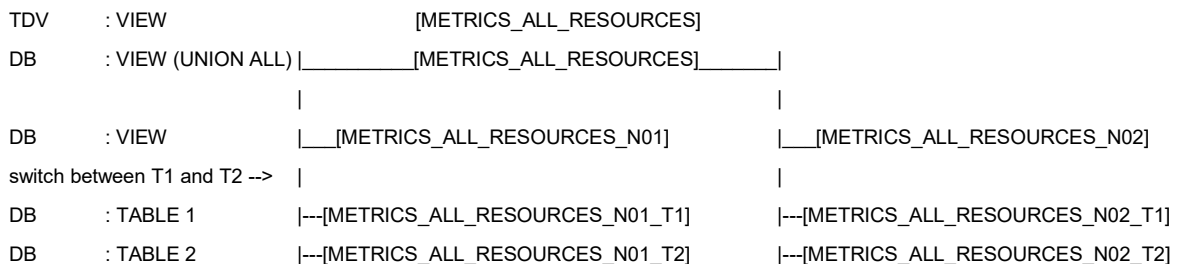 TDV : VIEW [METRICS_ALL_RESOURCES]
DB : VIEW (UNION ALL) |__________[METRICS_ALL_RESOURCES]_______|
| |
DB : VIEW |___[METRICS_ALL_RESOURCES_N01] |___[METRICS_ALL_RESOURCES_N02]
switch between T1 and T2 --> | |
DB : TABLE 1 |---[METRICS_ALL_RESOURCES_N01_T1] |---[METRICS_ALL_RESOURCES_N02_T1]
DB : TABLE 2 |---[METRICS_ALL_RESOURCES_N01_T2] |---[METRICS_ALL_RESOURCES_N02_T2]